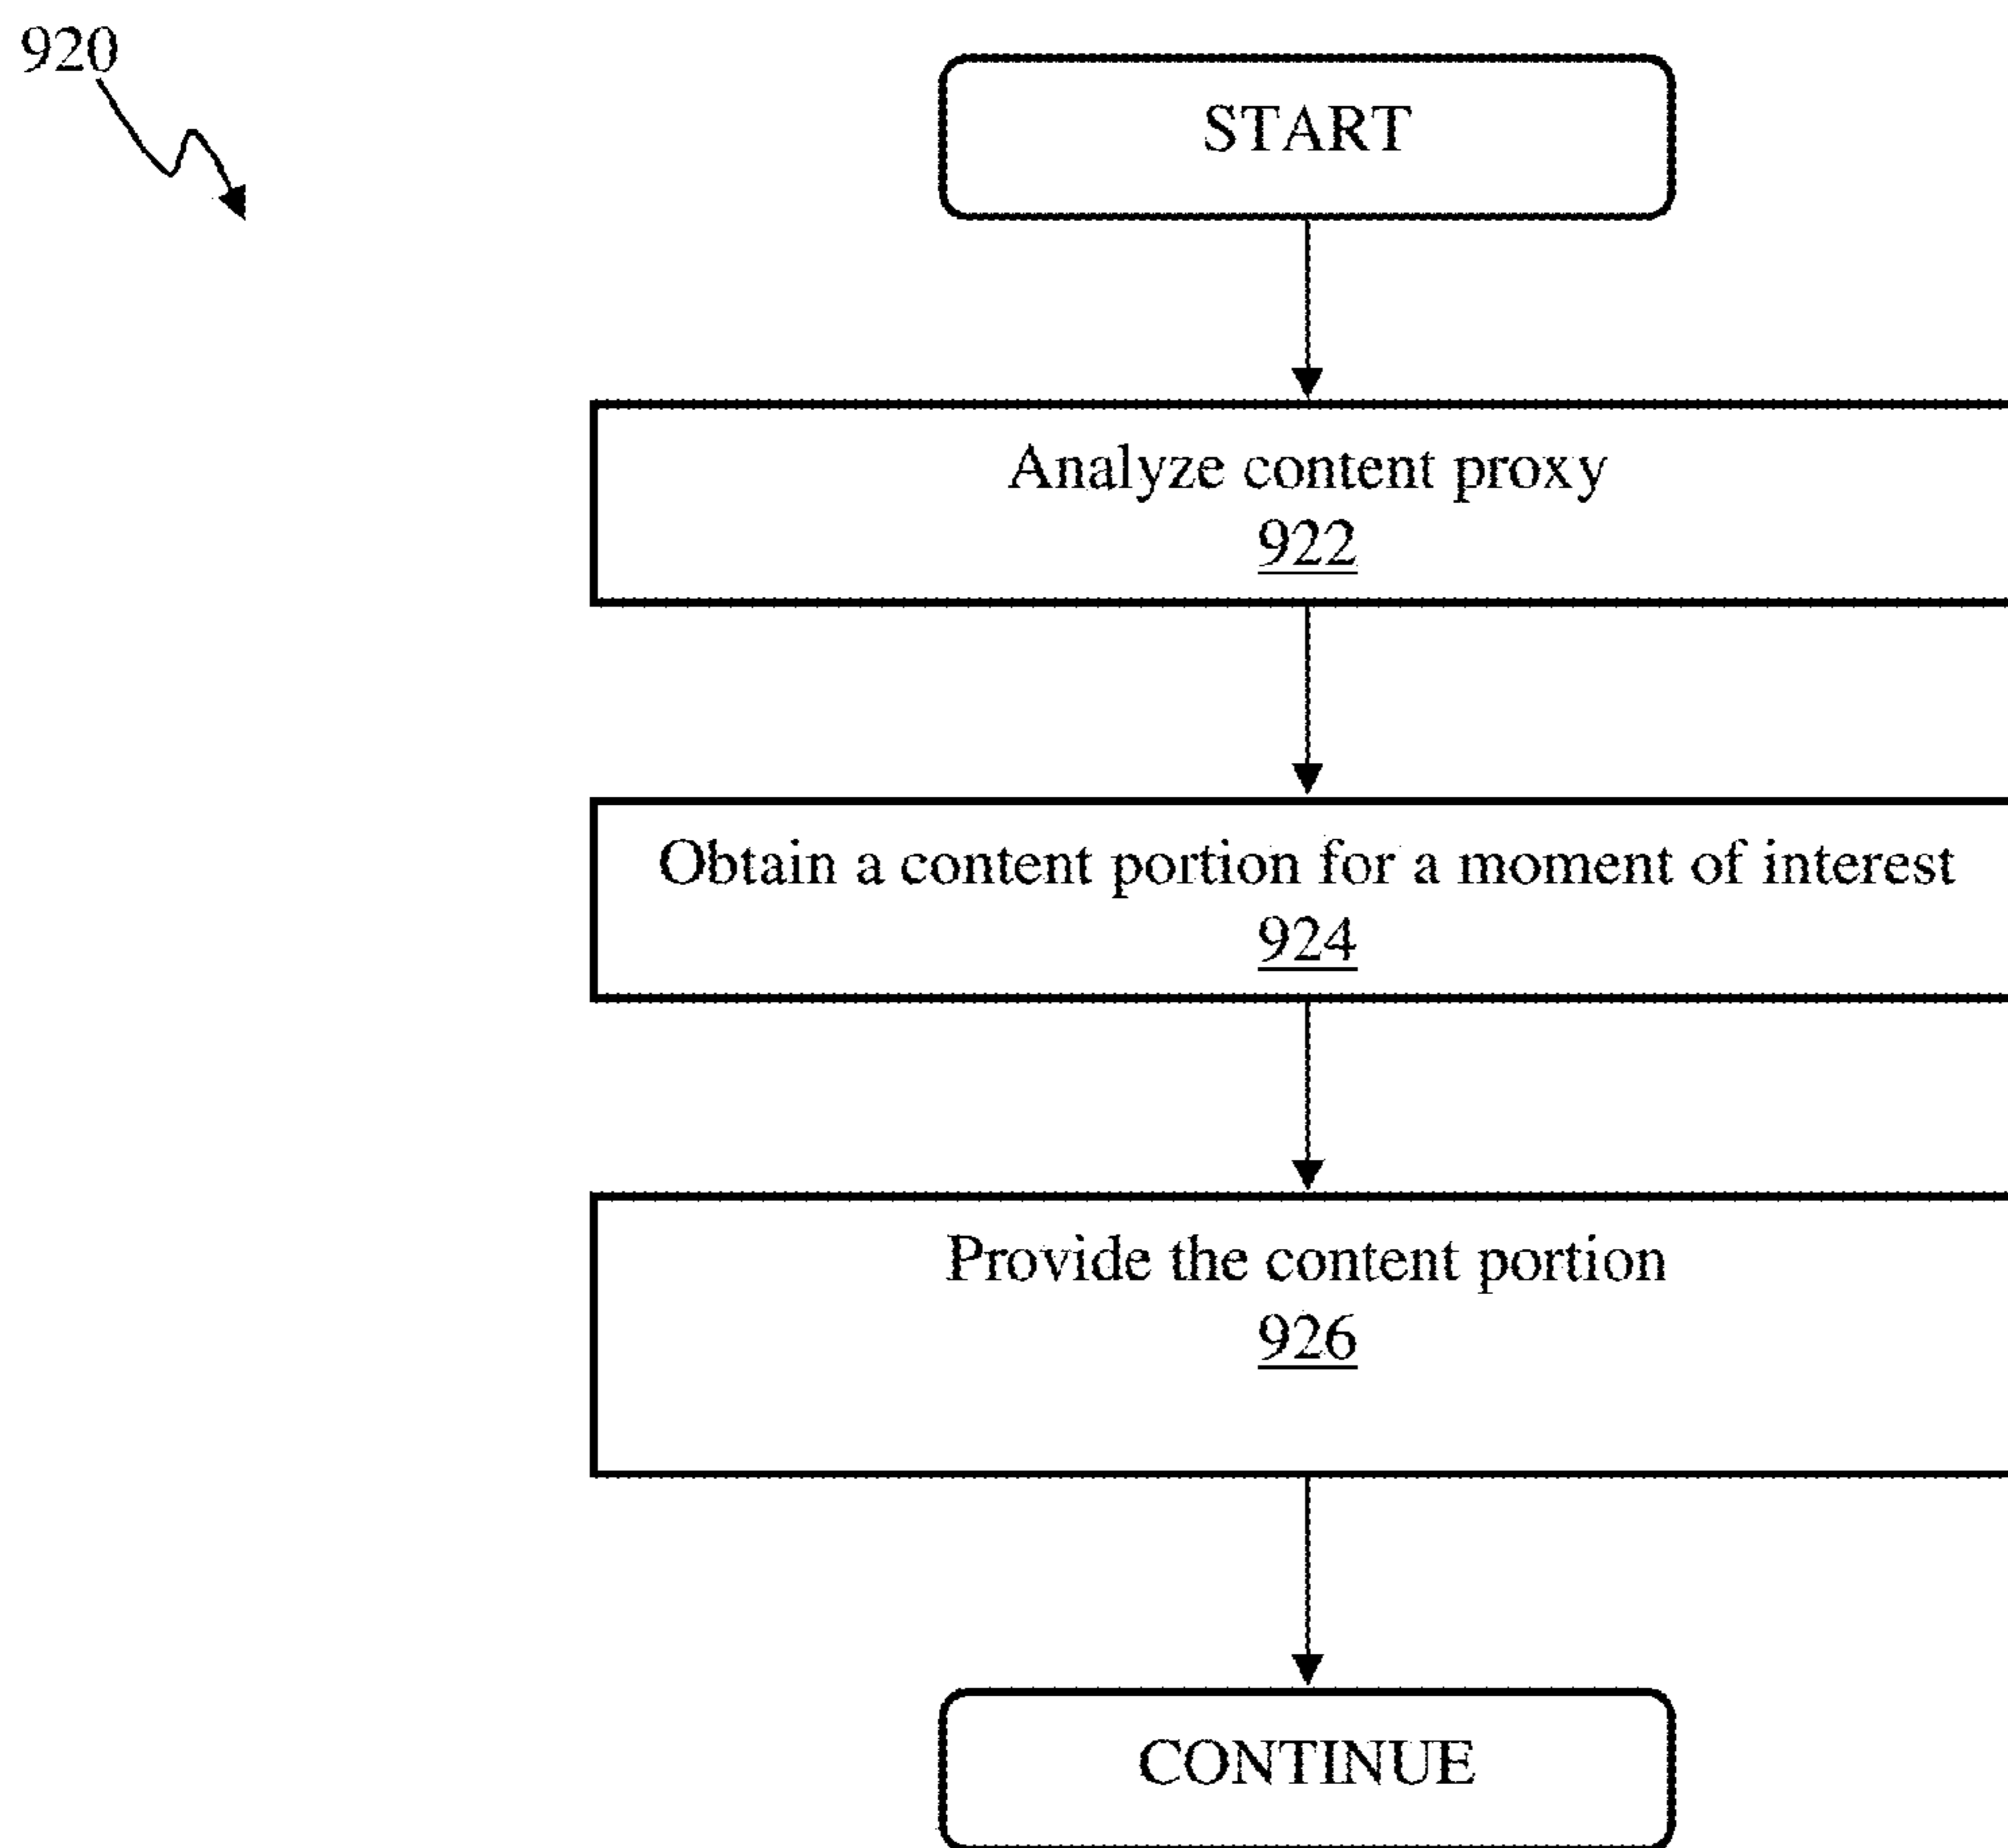 920
START
Analyze content proxy
922
Obtain a content portion for a moment of interest
924
Provide the content portion
926
CONTINUE